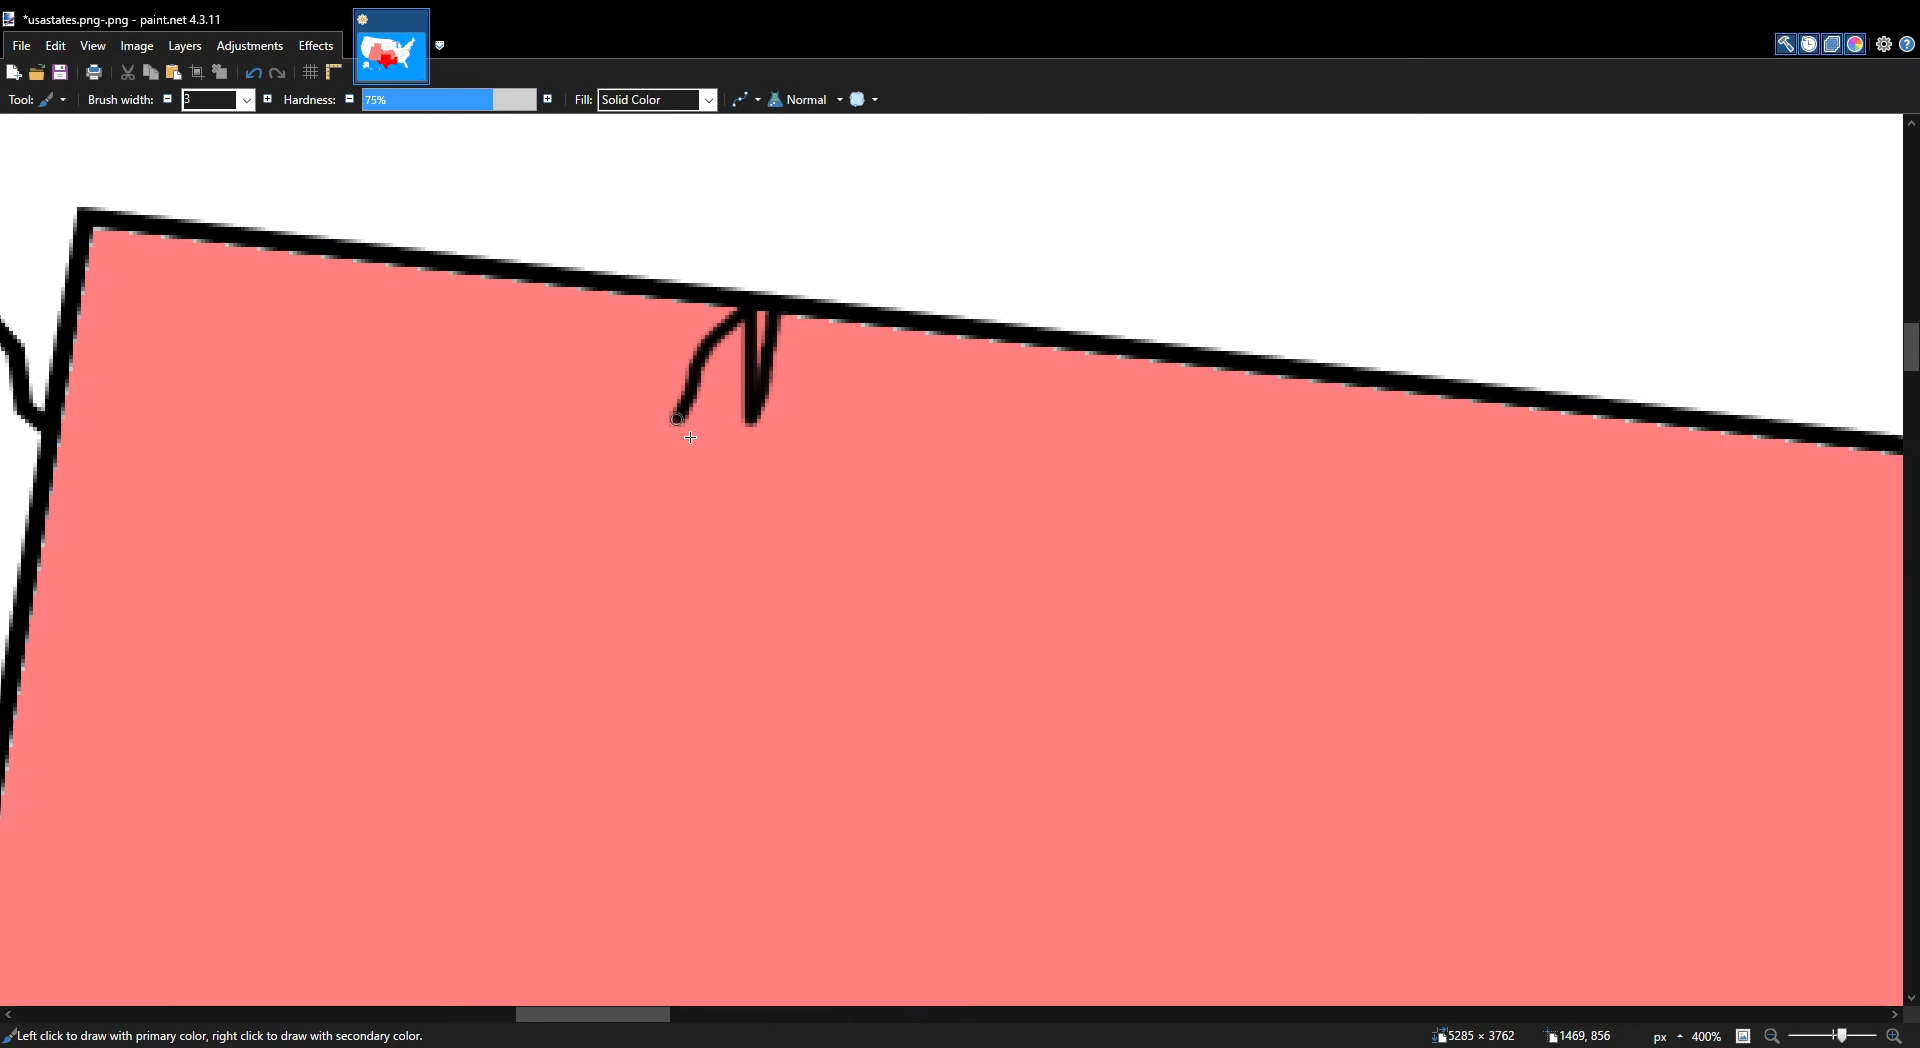 *usastates.png-.png - paint.net 4.3.11
File Edit View Image Layers Adjustments Effects
Tool: Brush width: 3 Hardness: 75% Fill: Solid Color Normal
Left click to draw with primary color, right click to draw with secondary color. 5285 × 3762 1469, 856 px 400%